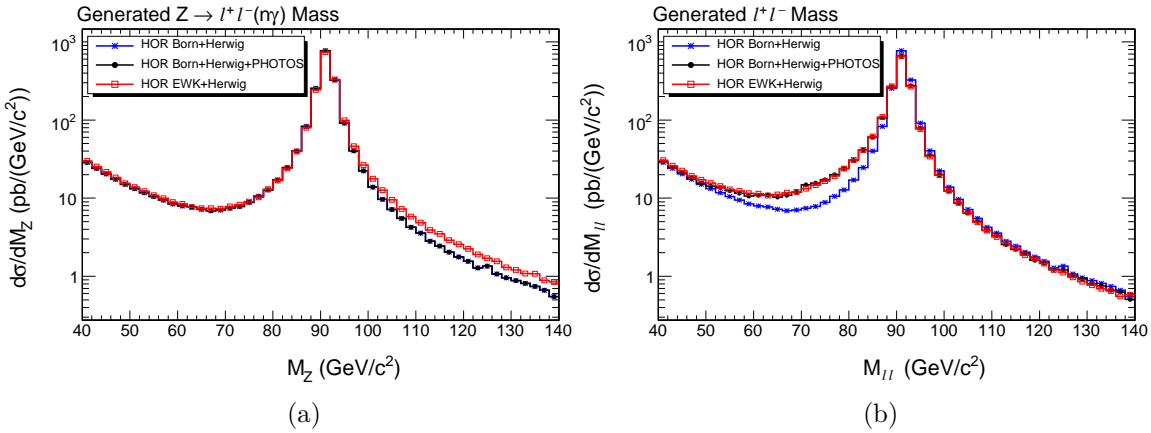 Generated Z → l⁺ l⁻(nγ) Mass
HOR Born+Herwig
HOR Born+Herwig+PHOTOS
HOR EWK+Herwig
dσ/dM_Z (pb/(GeV/c²))
10³
10²
10
1
40 50 60 70 80 90 100 110 120 130 140
M_Z (GeV/c²)
(a)
Generated l⁺ l⁻ Mass
HOR Born+Herwig
HOR Born+Herwig+PHOTOS
HOR EWK+Herwig
dσ/dM_ll (pb/(GeV/c²))
10³
10²
10
1
40 50 60 70 80 90 100 110 120 130 140
M_ll (GeV/c²)
(b)